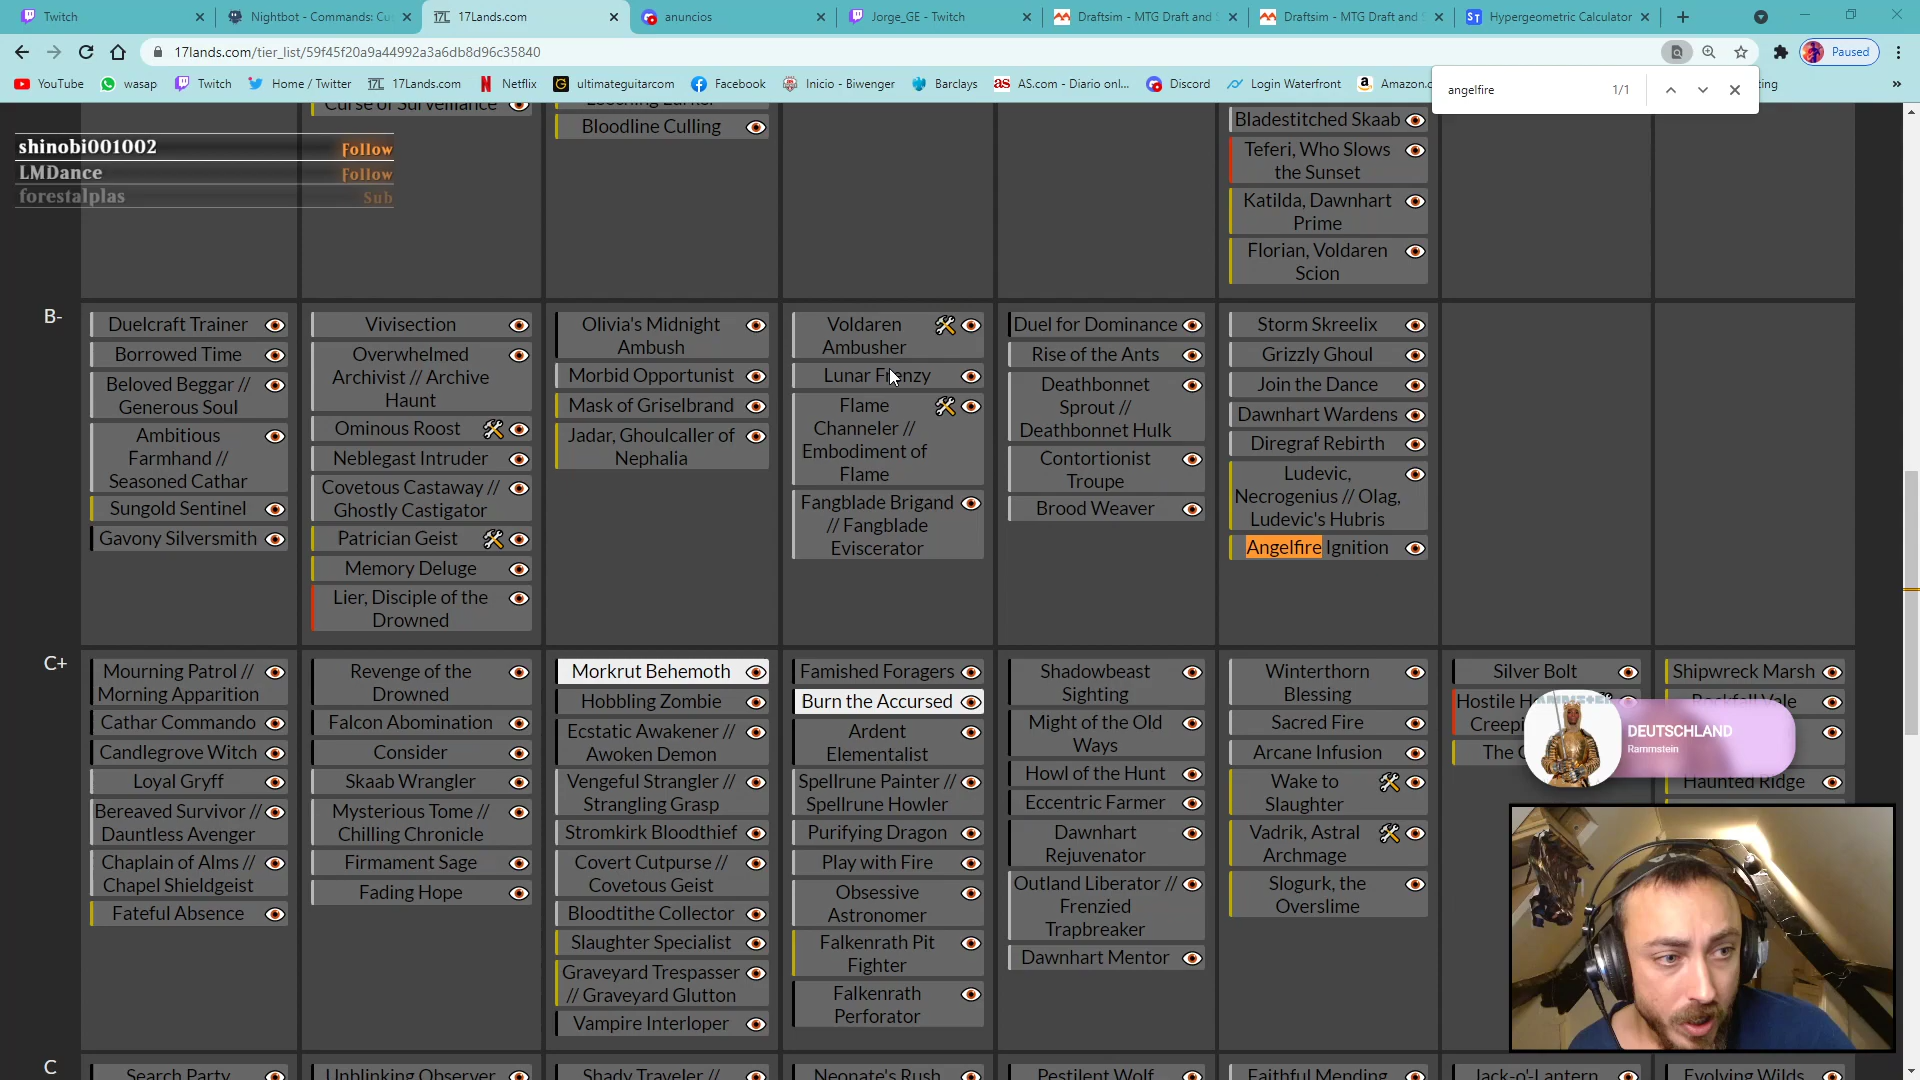 Twitch
Nightbot - Commands: Cu
17Lands.com
anuncios
Jorge_GE - Twitch
Draftsim - MTG Draft and
Draftsim - MTG Draft and
Hypergeometric Calculator
17lands.com/tier_list/59f45f20a9a44992a3a6db8d96c35840
Paused
YouTube
wasap
Twitch
Home / Twitter
17Lands.com
Netflix
ultimateguitarcom
Facebook
Inicio - Biwenger
Barclays
AS.com - Diario onl...
Discord
Login Waterfront
Amazon.c
angelfire
1/1
shinobi001002 Follow
LMDance Follow
forestalplas Sub
Curse of Surveillance
Bloodline Culling
Bladestitched Skaab
Teferi, Who Slows
the Sunset
Katilda, Dawnhart
Prime
Florian, Voldaren
Scion
B-
Duelcraft Trainer
Borrowed Time
Beloved Beggar //
Generous Soul
Ambitious
Farmhand //
Seasoned Cathar
Sungold Sentinel
Gavony Silversmith
Vivisection
Overwhelmed
Archivist // Archive
Haunt
Ominous Roost
Neblegast Intruder
Covetous Castaway //
Ghostly Castigator
Patrician Geist
Memory Deluge
Lier, Disciple of the
Drowned
Olivia's Midnight
Ambush
Morbid Opportunist
Mask of Griselbrand
Jadar, Ghoulcaller of
Nephalia
Voldaren
Ambusher
Lunar Frenzy
Flame
Channeler //
Embodiment of
Flame
Fangblade Brigand
// Fangblade
Eviscerator
Duel for Dominance
Rise of the Ants
Deathbonnet
Sprout //
Deathbonnet Hulk
Contortionist
Troupe
Brood Weaver
Storm Skreelix
Grizzly Ghoul
Join the Dance
Dawnhart Wardens
Diregraf Rebirth
Ludevic,
Necrogenius // Olag,
Ludevic's Hubris
Angelfire Ignition
C+
Mourning Patrol //
Morning Apparition
Cathar Commando
Candlegrove Witch
Loyal Gryff
Bereaved Survivor //
Dauntless Avenger
Chaplain of Alms //
Chapel Shieldgeist
Fateful Absence
Revenge of the
Drowned
Falcon Abomination
Consider
Skaab Wrangler
Mysterious Tome //
Chilling Chronicle
Firmament Sage
Fading Hope
Morkrut Behemoth
Hobbling Zombie
Ecstatic Awakener //
Awoken Demon
Vengeful Strangler //
Strangling Grasp
Stromkirk Bloodthief
Covert Cutpurse //
Covetous Geist
Bloodtithe Collector
Slaughter Specialist
Graveyard Trespasser
// Graveyard Glutton
Vampire Interloper
Famished Foragers
Burn the Accursed
Ardent
Elementalist
Spellrune Painter //
Spellrune Howler
Purifying Dragon
Play with Fire
Obsessive
Astronomer
Falkenrath Pit
Fighter
Falkenrath
Perforator
Shadowbeast
Sighting
Might of the Old
Ways
Howl of the Hunt
Eccentric Farmer
Dawnhart
Rejuvenator
Outland Liberator //
Frenzied
Trapbreaker
Dawnhart Mentor
Winterthorn
Blessing
Sacred Fire
Arcane Infusion
Wake to
Slaughter
Vadrik, Astral
Archmage
Slogurk, the
Overslime
Silver Bolt
Hostile
Creepi
The
Shipwreck Marsh
Rockfall Vale
Haunted Ridge
DEUTSCHLAND
Rammstein
C
Search Party
Unblinking Observer
Shady Traveler //
Neonate's Rush
Pestilent Wolf
Faithful Mending
Jack-o'-Lantern
Evolving Wilds